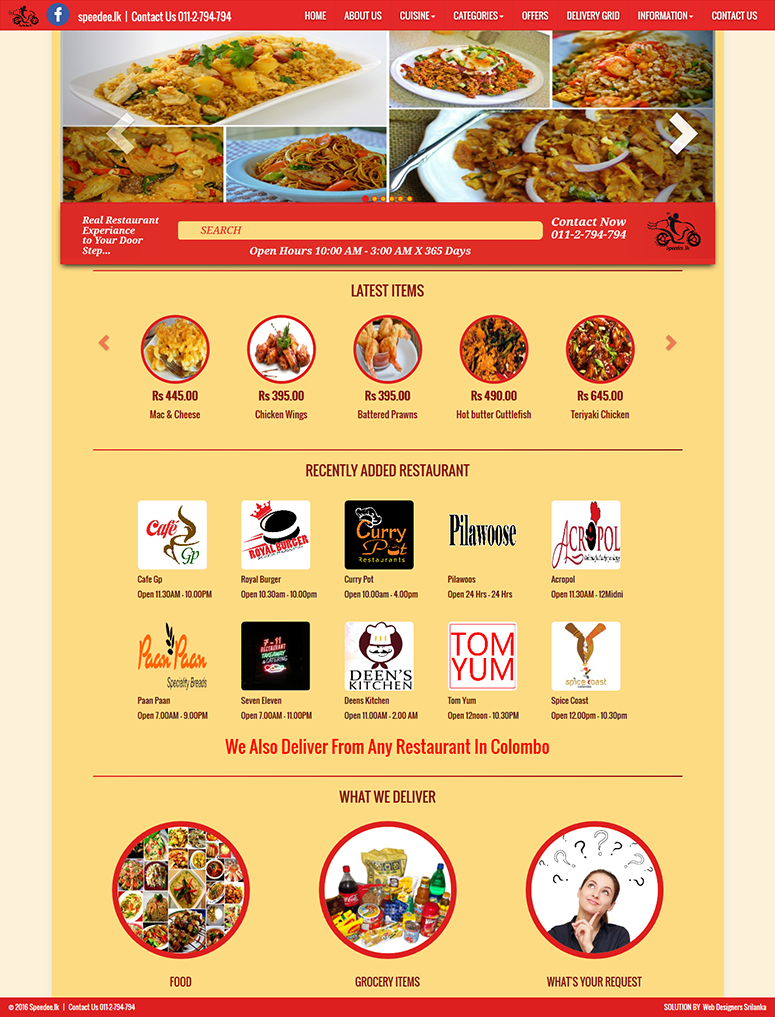 speedee.lk | Contact Us 011-2-794-794 HOME ABOUT US CUISINE CATEGORIES OFFERS DELIVERY GRID INFORMATION CONTACT US
Real Restaurant
Experiance
to Your Door
Step...
SEARCH
Open Hours 10:00 AM - 3:00 AM X 365 Days
Contact Now
011-2-794-794
Speedee.lk
LATEST ITEMS
Rs 445.00 Rs 395.00 Rs 395.00 Rs 490.00 Rs 645.00
Mac & Cheese Chicken Wings Battered Prawns Hot butter Cuttlefish Teriyaki Chicken
RECENTLY ADDED RESTAURANT
Café
Gp
ROYAL BURGER
Curry
Pot
Restaurants
Pilawoose
ACROPOL
Cafe Gp Royal Burger Curry Pot Pilawoos Acropol
Open 11.30AM - 10.00PM Open 10.30am - 10.00pm Open 10.00am - 4.00pm Open 24 Hrs - 24 Hrs Open 11.30AM - 12Midni
Paan Paan
Speciality Breads
7 - 11
RESTAURANT
TAKEAWAY
& CATERING
DEEN'S
KITCHEN
TOM
YUM
spice coast
Paan Paan Seven Eleven Deens Kitchen Tom Yum Spice Coast
Open 7.00AM - 9.00PM Open 7.00AM - 11.00PM Open 11.00AM - 2.00 AM Open 12noon - 10.30PM Open 12.00pm - 10.30pm
We Also Deliver From Any Restaurant In Colombo
WHAT WE DELIVER
FOOD GROCERY ITEMS WHAT'S YOUR REQUEST
© 2016 Speedee.lk | Contact Us 011-2-794-794 SOLUTION BY Web Designers Srilanka